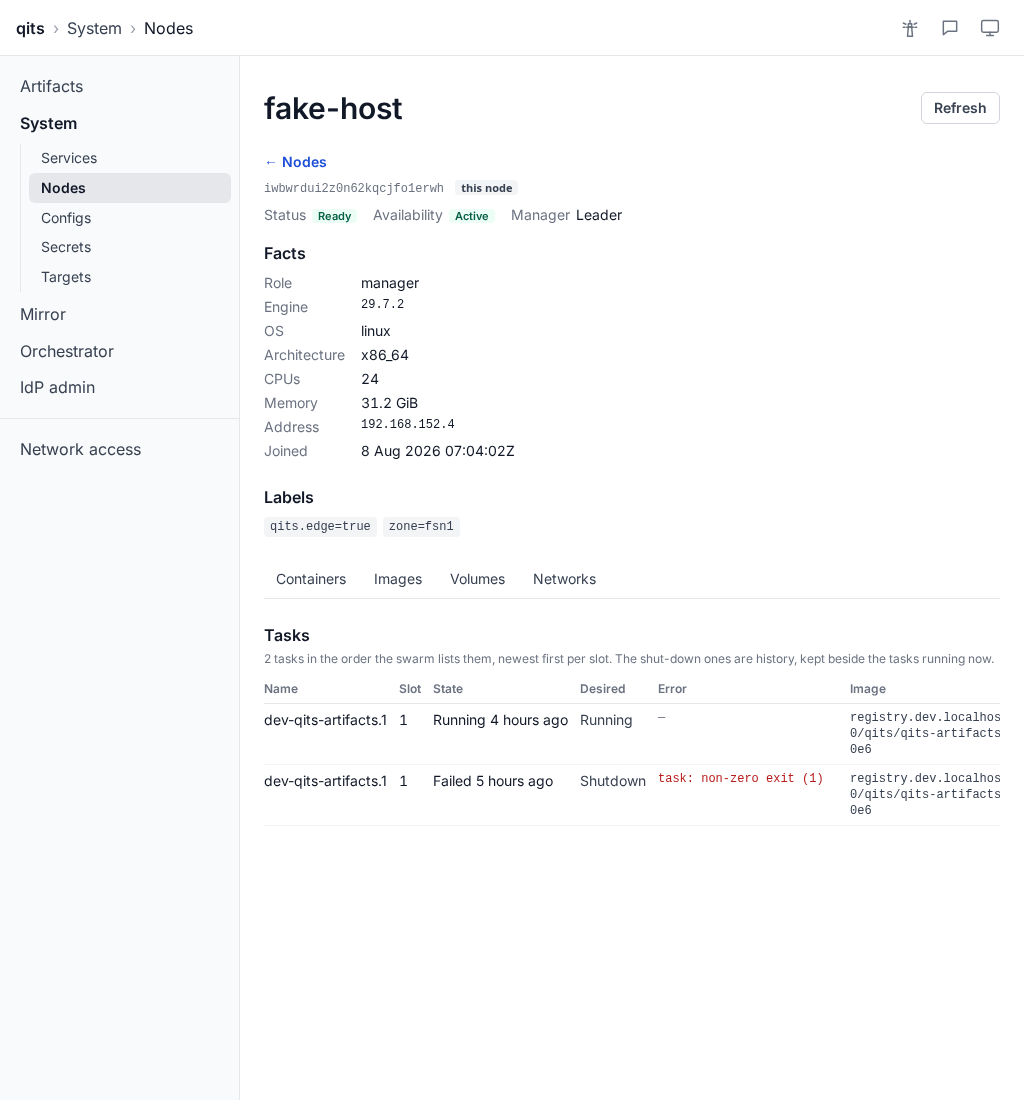 qits › System › Nodes
Artifacts
System
Services
Nodes
Configs
Secrets
Targets
Mirror
Orchestrator
IdP admin
Network access
fake-host
Refresh
← Nodes
iwbwrdui2z0n62kqcjfo1erwh this node
Status Ready Availability Active Manager Leader
Facts
Role manager
Engine 29.7.2
OS linux
Architecture x86_64
CPUs 24
Memory 31.2 GiB
Address 192.168.152.4
Joined 8 Aug 2026 07:04:02Z
Labels
qits.edge=true zone=fsn1
Containers Images Volumes Networks
Tasks
2 tasks in the order the swarm lists them, newest first per slot. The shut-down ones are history, kept beside the tasks running now.
Name Slot State Desired Error Image
dev-qits-artifacts.1 1 Running 4 hours ago Running — registry.dev.localhos
0/qits/qits-artifacts
0e6
dev-qits-artifacts.1 1 Failed 5 hours ago Shutdown task: non-zero exit (1) registry.dev.localhos
0/qits/qits-artifacts
0e6